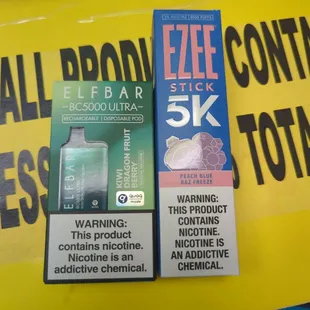 ALL PRODU
CONTA
ESS
TOTA
ELFBAR
BC5000 ULTRA
RECHARGEABLE | DISPOSABLE POD
KIWI
DRAGON FRUIT
BERRY
WARNING:
This product
contains nicotine.
Nicotine is an
addictive chemical.
EZEE
STICK
5K
PEACH BLUE
RAZ FREEZE
WARNING:
THIS PRODUCT
CONTAINS
NICOTINE.
NICOTINE IS
AN ADDICTIVE
CHEMICAL.